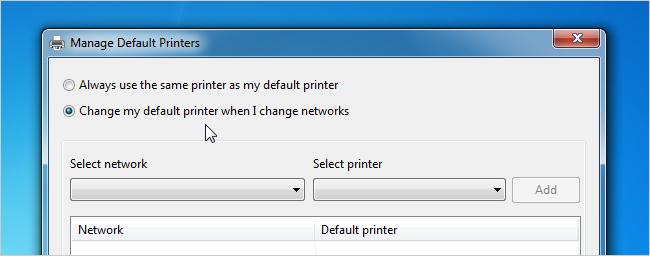 Manage Default Printers
Always use the same printer as my default printer
Change my default printer when I change networks
Select network Select printer
Add
Network Default printer